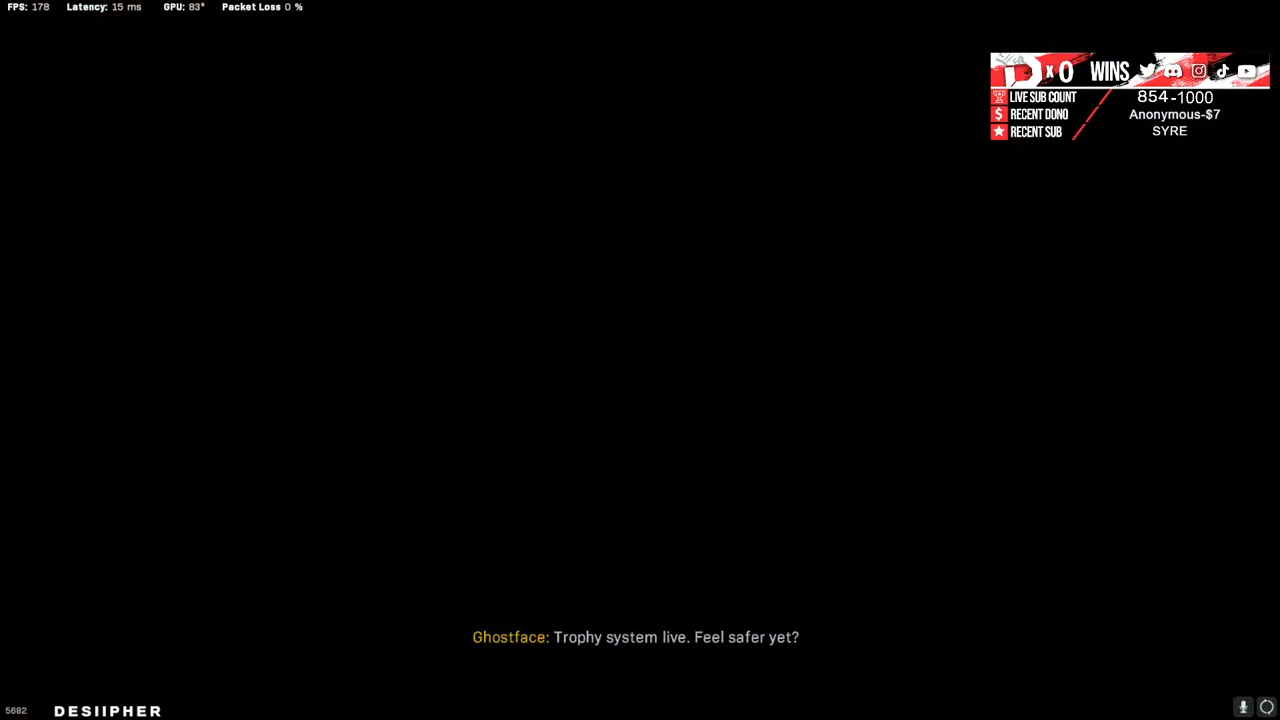 FPS: 178 Latency: 15 ms GPU: 83° Packet Loss 0 %
D x 0 WINS
LIVE SUB COUNT 854-1000
RECENT DONO Anonymous-$7
RECENT SUB SYRE
Ghostface: Trophy system live. Feel safer yet?
5682 DESIIPHER